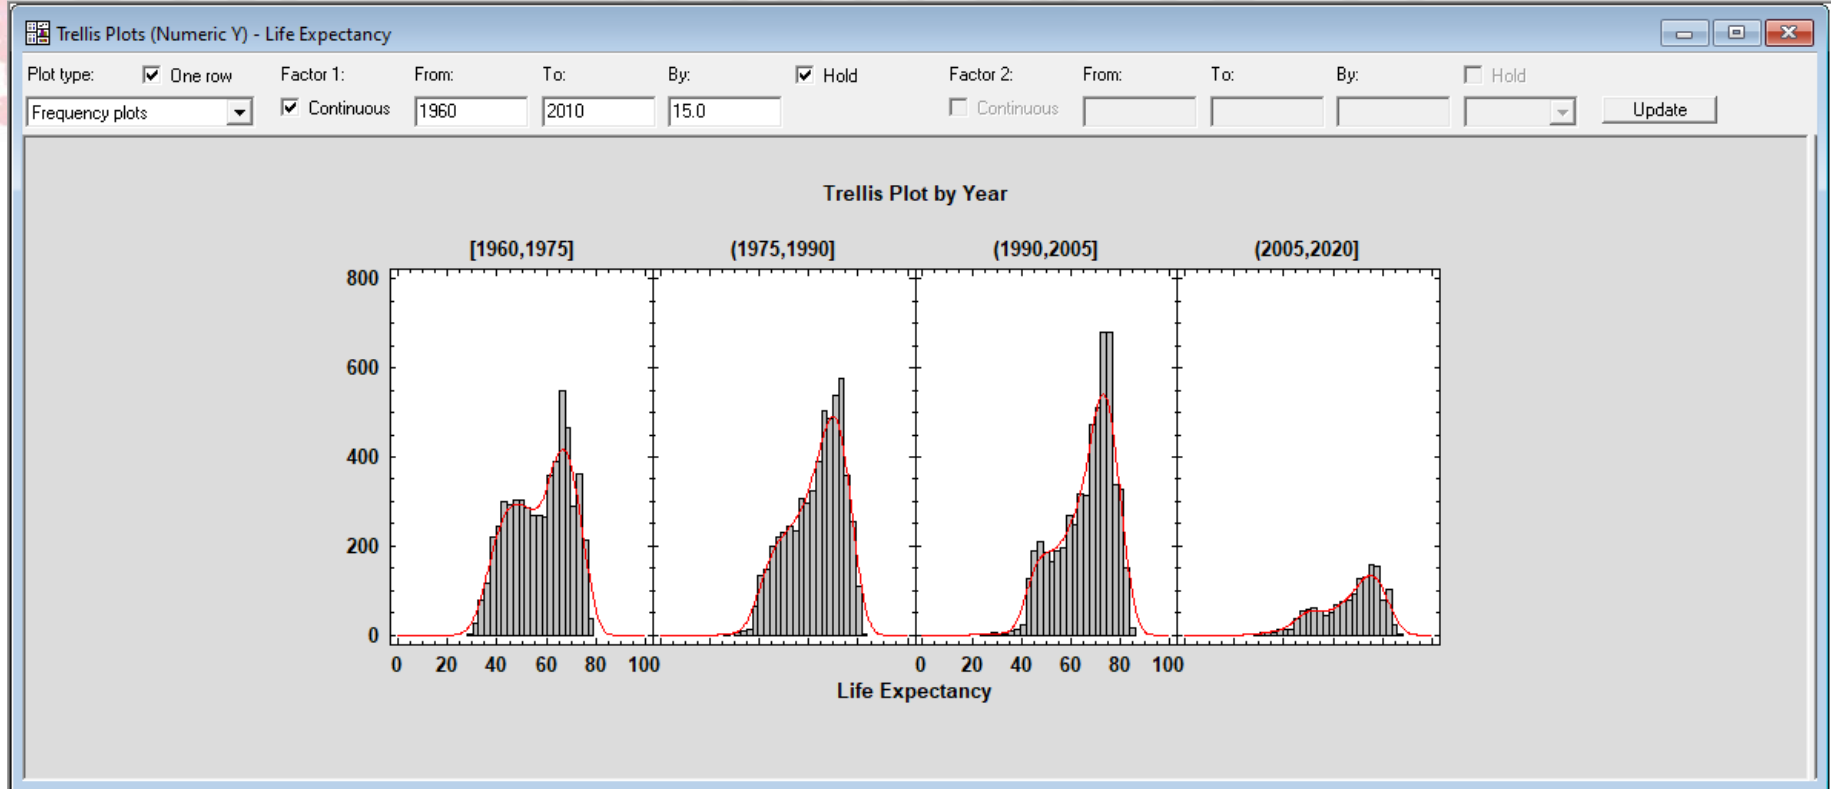 Trellis Plots (Numeric Y) - Life Expectancy
Plot type: One row Factor 1: From: To: By: Hold Factor 2: From: To: By: Hold
Frequency plots Continuous 1960 2010 15.0 Continuous Update
Trellis Plot by Year
[1960,1975] (1975,1990] (1990,2005] (2005,2020]
800
600
400
200
0
0 20 40 60 80 100 0 20 40 60 80 100
Life Expectancy